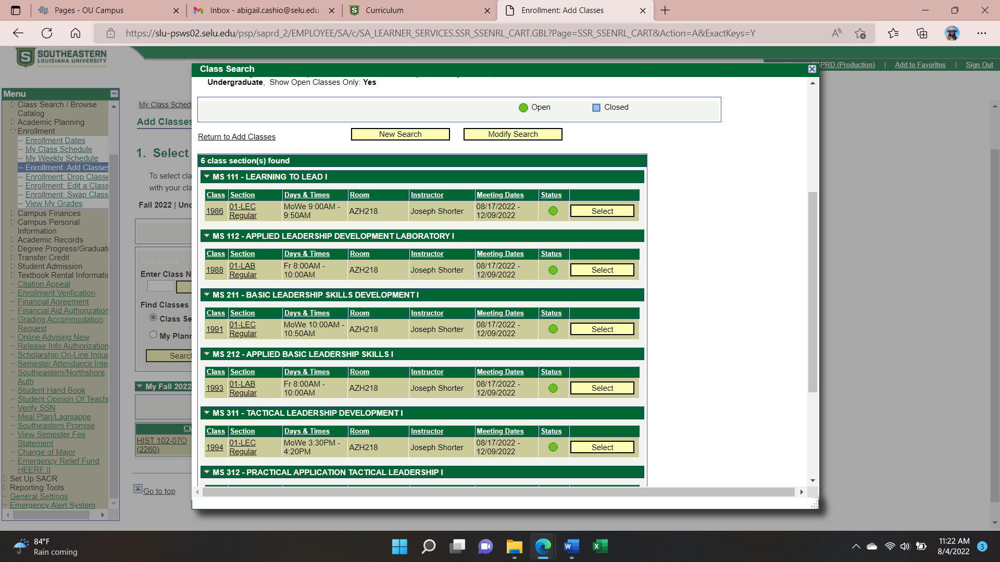 Pages - OU Campus
Inbox - abigail.cashio@selu.edu
Curriculum
Enrollment: Add Classes
https://slu-psws02.selu.edu/psp/saprd_2/EMPLOYEE/SA/c/SA_LEARNER_SERVICES.SSR_SSENRL_CART.GBL?Page=SSR_SSENRL_CART&Action=A&ExactKeys=Y
S SOUTHEASTERN
LOUISIANA UNIVERSITY
APRD (Production) | Add to Favorites | Sign Out
Menu
Class Search / Browse
Catalog
Academic Planning
Enrollment
Enrollment Dates
My Class Schedule
My Weekly Schedule
Enrollment: Add Classes
Enrollment: Drop Classe
Enrollment: Edit a Class
Enrollment: Swap Class
View My Grades
Campus Finances
Campus Personal
Information
Academic Records
Degree Progress/Graduati
Transfer Credit
Student Admission
Textbook Rental Informatio
Citation Appeal
Enrollment Verification
Financial Agreement
Financial Aid Authorization
Grading Accommodation
Request
Online Advising New
Release Info Authorization
Scholarship On-Line Inqui
Semester Attendance Inte
Southeastern/Northshore
Auth
Student Hand Book
Student Opinion Of Teachi
Verify SSN
Meal Plan/Lagniappe
Southeastern Promise
View Semester Fee
Statement
Change of Major
Emergency Relief Fund
HEERF II
Set Up SACR
Reporting Tools
General Settings
Emergency Alert System
My Class Sched
Add Classes
1. Select
To select cla
with your cla
Fall 2022 | Und
Add to Cart
Enter Class N
Find Classes
Class Se
My Plann
Search
My Fall 2022
Cl
HIST 102-07O
(2260)
Go to top
Class Search
Undergraduate, Show Open Classes Only: Yes
Open Closed
Return to Add Classes New Search Modify Search
6 class section(s) found
MS 111 - LEARNING TO LEAD I
Class Section Days & Times Room Instructor Meeting Dates Status
1986 01-LEC Regular MoWe 9:00AM - 9:50AM AZH218 Joseph Shorter 08/17/2022 - 12/09/2022 Select
MS 112 - APPLIED LEADERSHIP DEVELOPMENT LABORATORY I
Class Section Days & Times Room Instructor Meeting Dates Status
1988 01-LAB Regular Fr 8:00AM - 10:00AM AZH218 Joseph Shorter 08/17/2022 - 12/09/2022 Select
MS 211 - BASIC LEADERSHIP SKILLS DEVELOPMENT I
Class Section Days & Times Room Instructor Meeting Dates Status
1991 01-LEC Regular MoWe 10:00AM - 10:50AM AZH218 Joseph Shorter 08/17/2022 - 12/09/2022 Select
MS 212 - APPLIED BASIC LEADERSHIP SKILLS I
Class Section Days & Times Room Instructor Meeting Dates Status
1993 01-LAB Regular Fr 8:00AM - 10:00AM AZH218 Joseph Shorter 08/17/2022 - 12/09/2022 Select
MS 311 - TACTICAL LEADERSHIP DEVELOPMENT I
Class Section Days & Times Room Instructor Meeting Dates Status
1994 01-LEC Regular MoWe 3:30PM - 4:20PM AZH218 Joseph Shorter 08/17/2022 - 12/09/2022 Select
MS 312 - PRACTICAL APPLICATION TACTICAL LEADERSHIP I
84°F
Rain coming
11:22 AM
8/4/2022
3